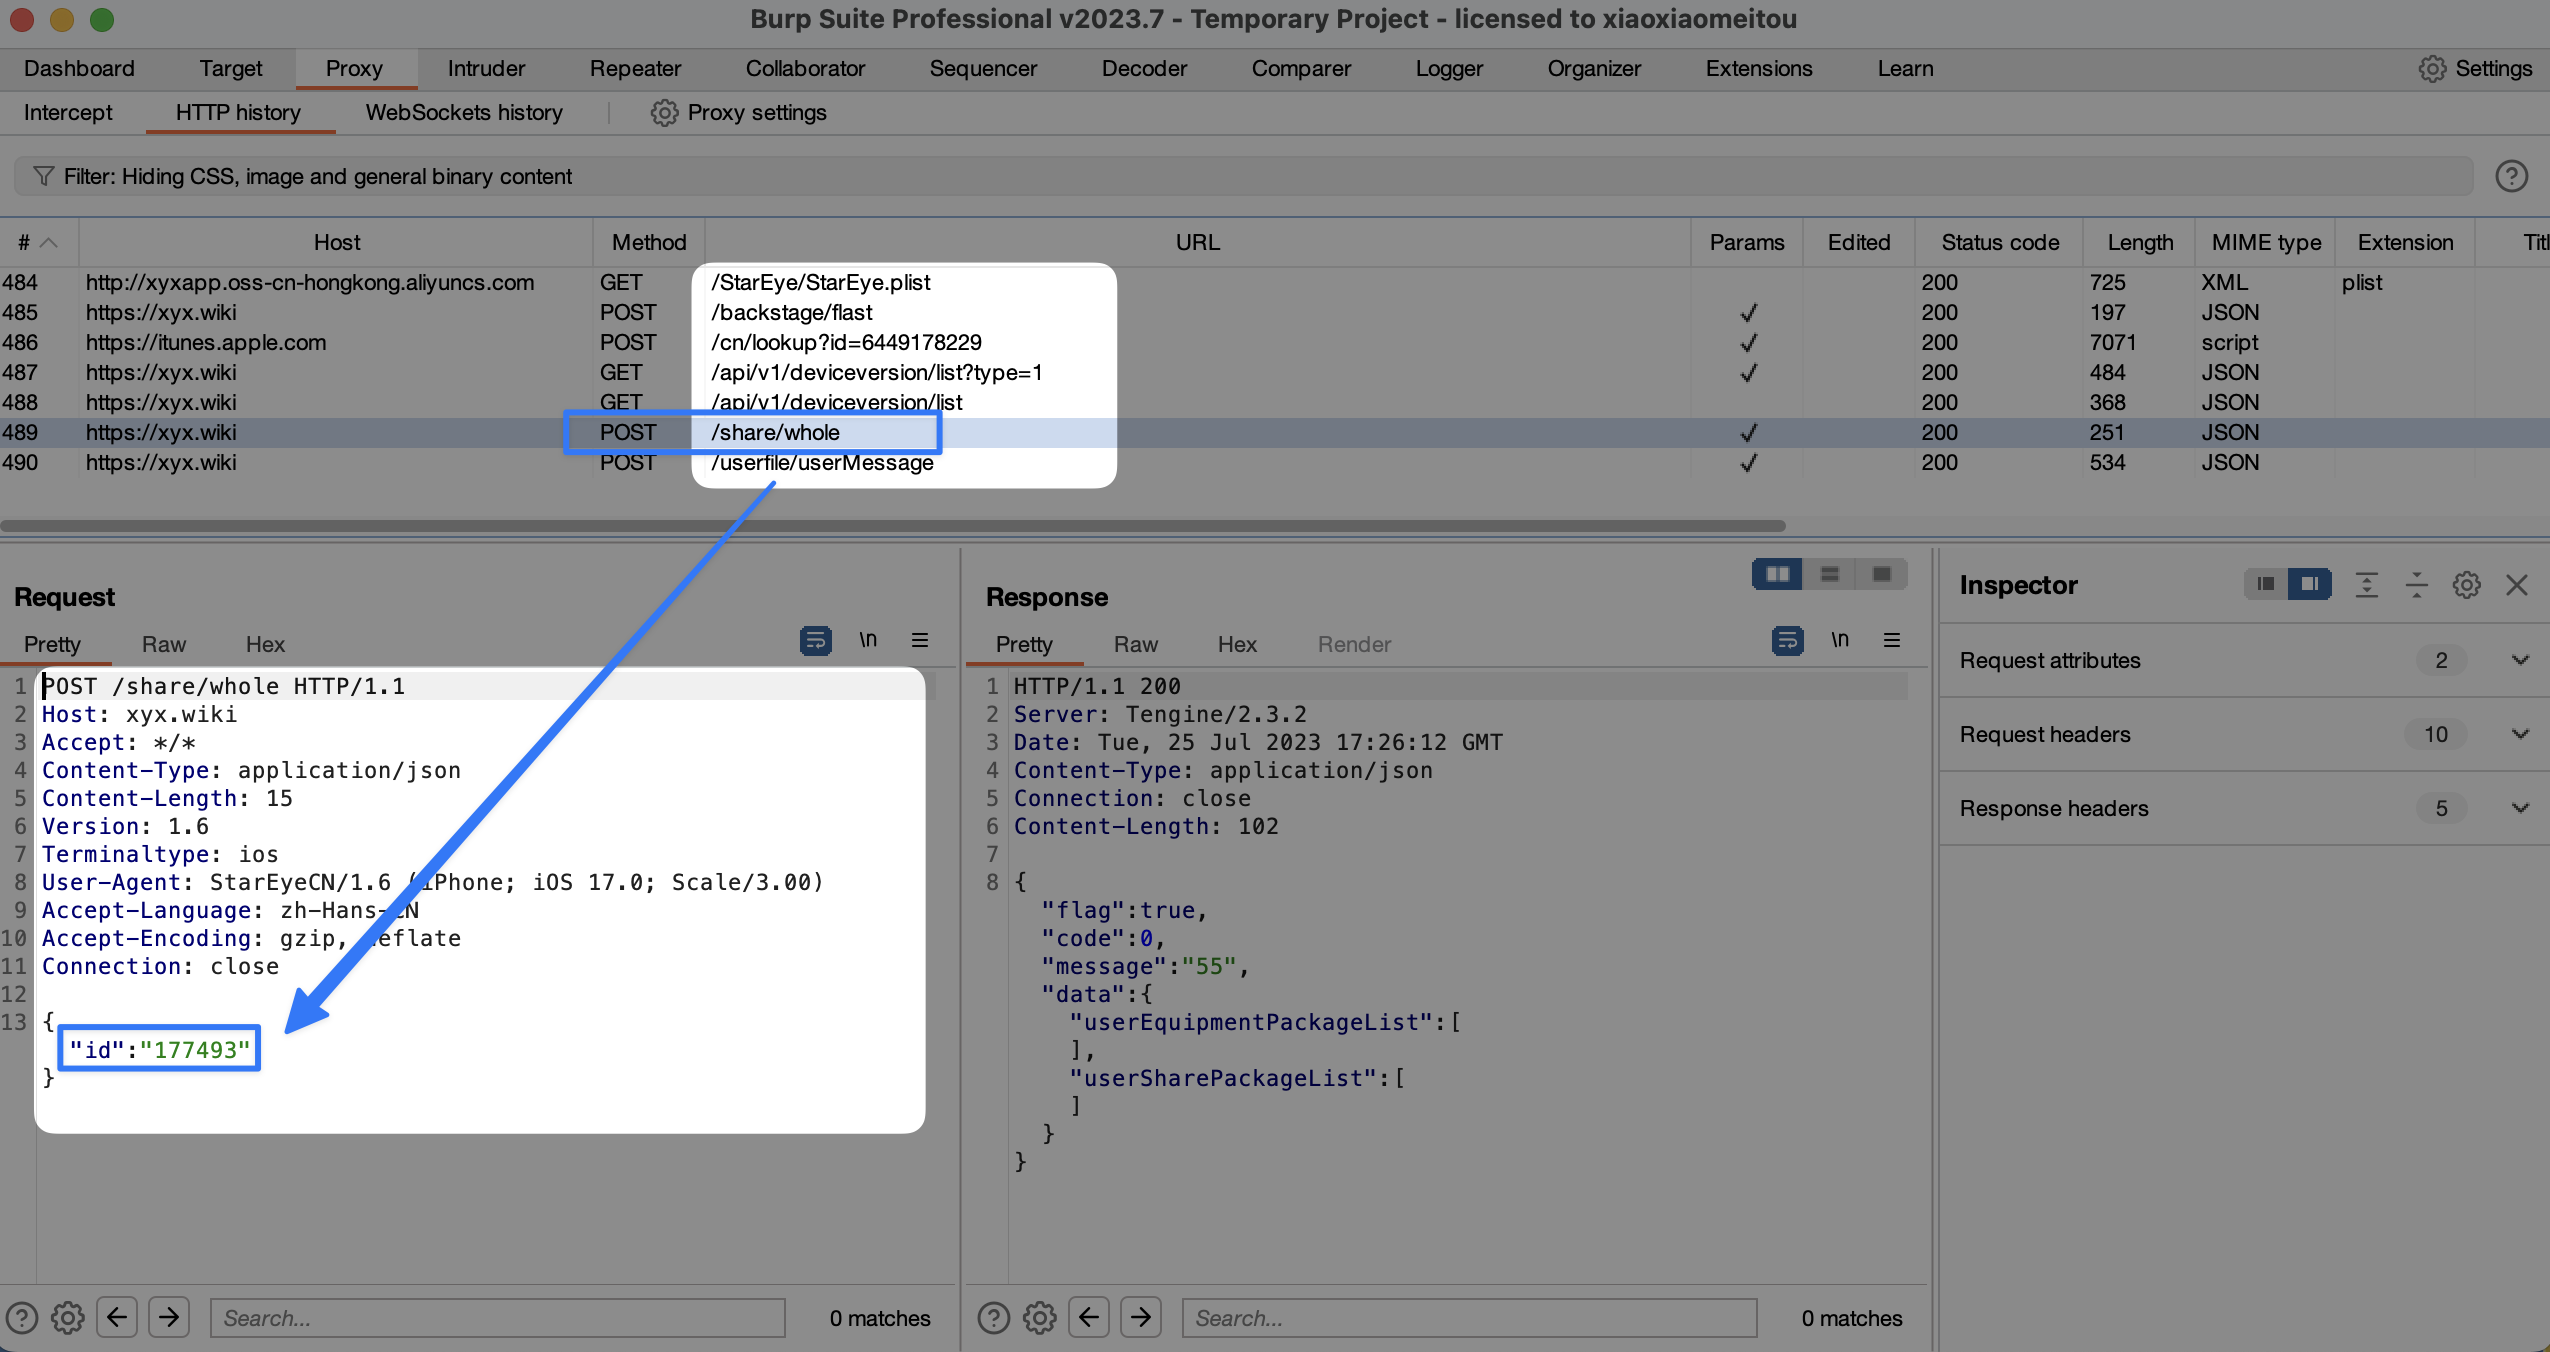 Burp Suite Professional v2023.7 - Temporary Project - licensed to xiaoxiaomeitou
Dashboard Target Proxy Intruder Repeater Collaborator Sequencer Decoder Comparer Logger Organizer Extensions Learn Settings
Intercept HTTP history WebSockets history Proxy settings
Filter: Hiding CSS, image and general binary content
# Host Method URL Params Edited Status code Length MIME type Extension Titl
484 http://xyxapp.oss-cn-hongkong.aliyuncs.com GET /StarEye/StarEye.plist 200 725 XML plist
485 https://xyx.wiki POST /backstage/flast ✓ 200 197 JSON
486 https://itunes.apple.com POST /cn/lookup?id=6449178229 ✓ 200 7071 script
487 https://xyx.wiki GET /api/v1/deviceversion/list?type=1 ✓ 200 484 JSON
488 https://xyx.wiki GET /api/v1/deviceversion/list 200 368 JSON
489 https://xyx.wiki POST /share/whole ✓ 200 251 JSON
490 https://xyx.wiki POST /userfile/userMessage ✓ 200 534 JSON
Request
Pretty Raw Hex \n
1 POST /share/whole HTTP/1.1
2 Host: xyx.wiki
3 Accept: */*
4 Content-Type: application/json
5 Content-Length: 15
6 Version: 1.6
7 Terminaltype: ios
8 User-Agent: StarEyeCN/1.6 (iPhone; iOS 17.0; Scale/3.00)
9 Accept-Language: zh-Hans-CN
10 Accept-Encoding: gzip, deflate
11 Connection: close
12
13 {
"id":"177493"
}
Search... 0 matches
Response
Pretty Raw Hex Render \n
1 HTTP/1.1 200
2 Server: Tengine/2.3.2
3 Date: Tue, 25 Jul 2023 17:26:12 GMT
4 Content-Type: application/json
5 Connection: close
6 Content-Length: 102
7
8 {
"flag":true,
"code":0,
"message":"55",
"data":{
"userEquipmentPackageList":[
],
"userSharePackageList":[
]
}
}
Search... 0 matches
Inspector
Request attributes 2
Request headers 10
Response headers 5